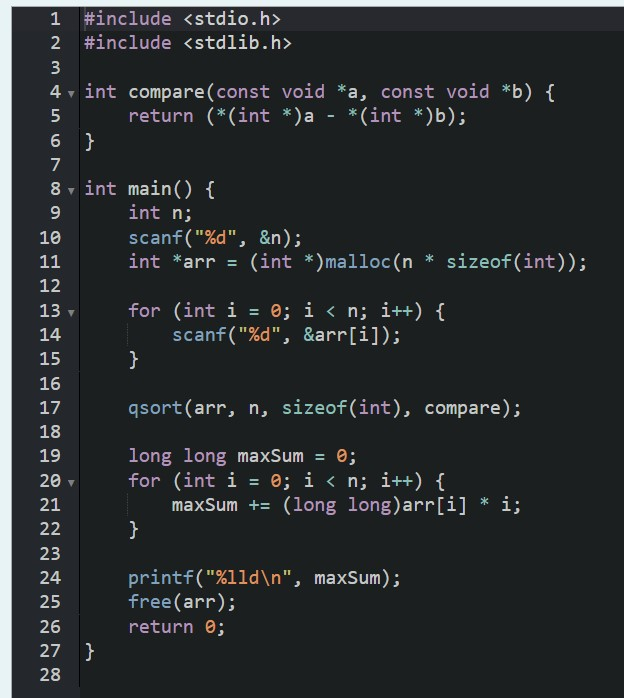 1 #include <stdio.h>
2 #include <stdlib.h>
3
4 int compare(const void *a, const void *b) {
5     return (*(int *)a - *(int *)b);
6 }
7
8 int main() {
9     int n;
10     scanf("%d", &n);
11     int *arr = (int *)malloc(n * sizeof(int));
12
13     for (int i = 0; i < n; i++) {
14         scanf("%d", &arr[i]);
15     }
16
17     qsort(arr, n, sizeof(int), compare);
18
19     long long maxSum = 0;
20     for (int i = 0; i < n; i++) {
21         maxSum += (long long)arr[i] * i;
22     }
23
24     printf("%lld\n", maxSum);
25     free(arr);
26     return 0;
27 }
28